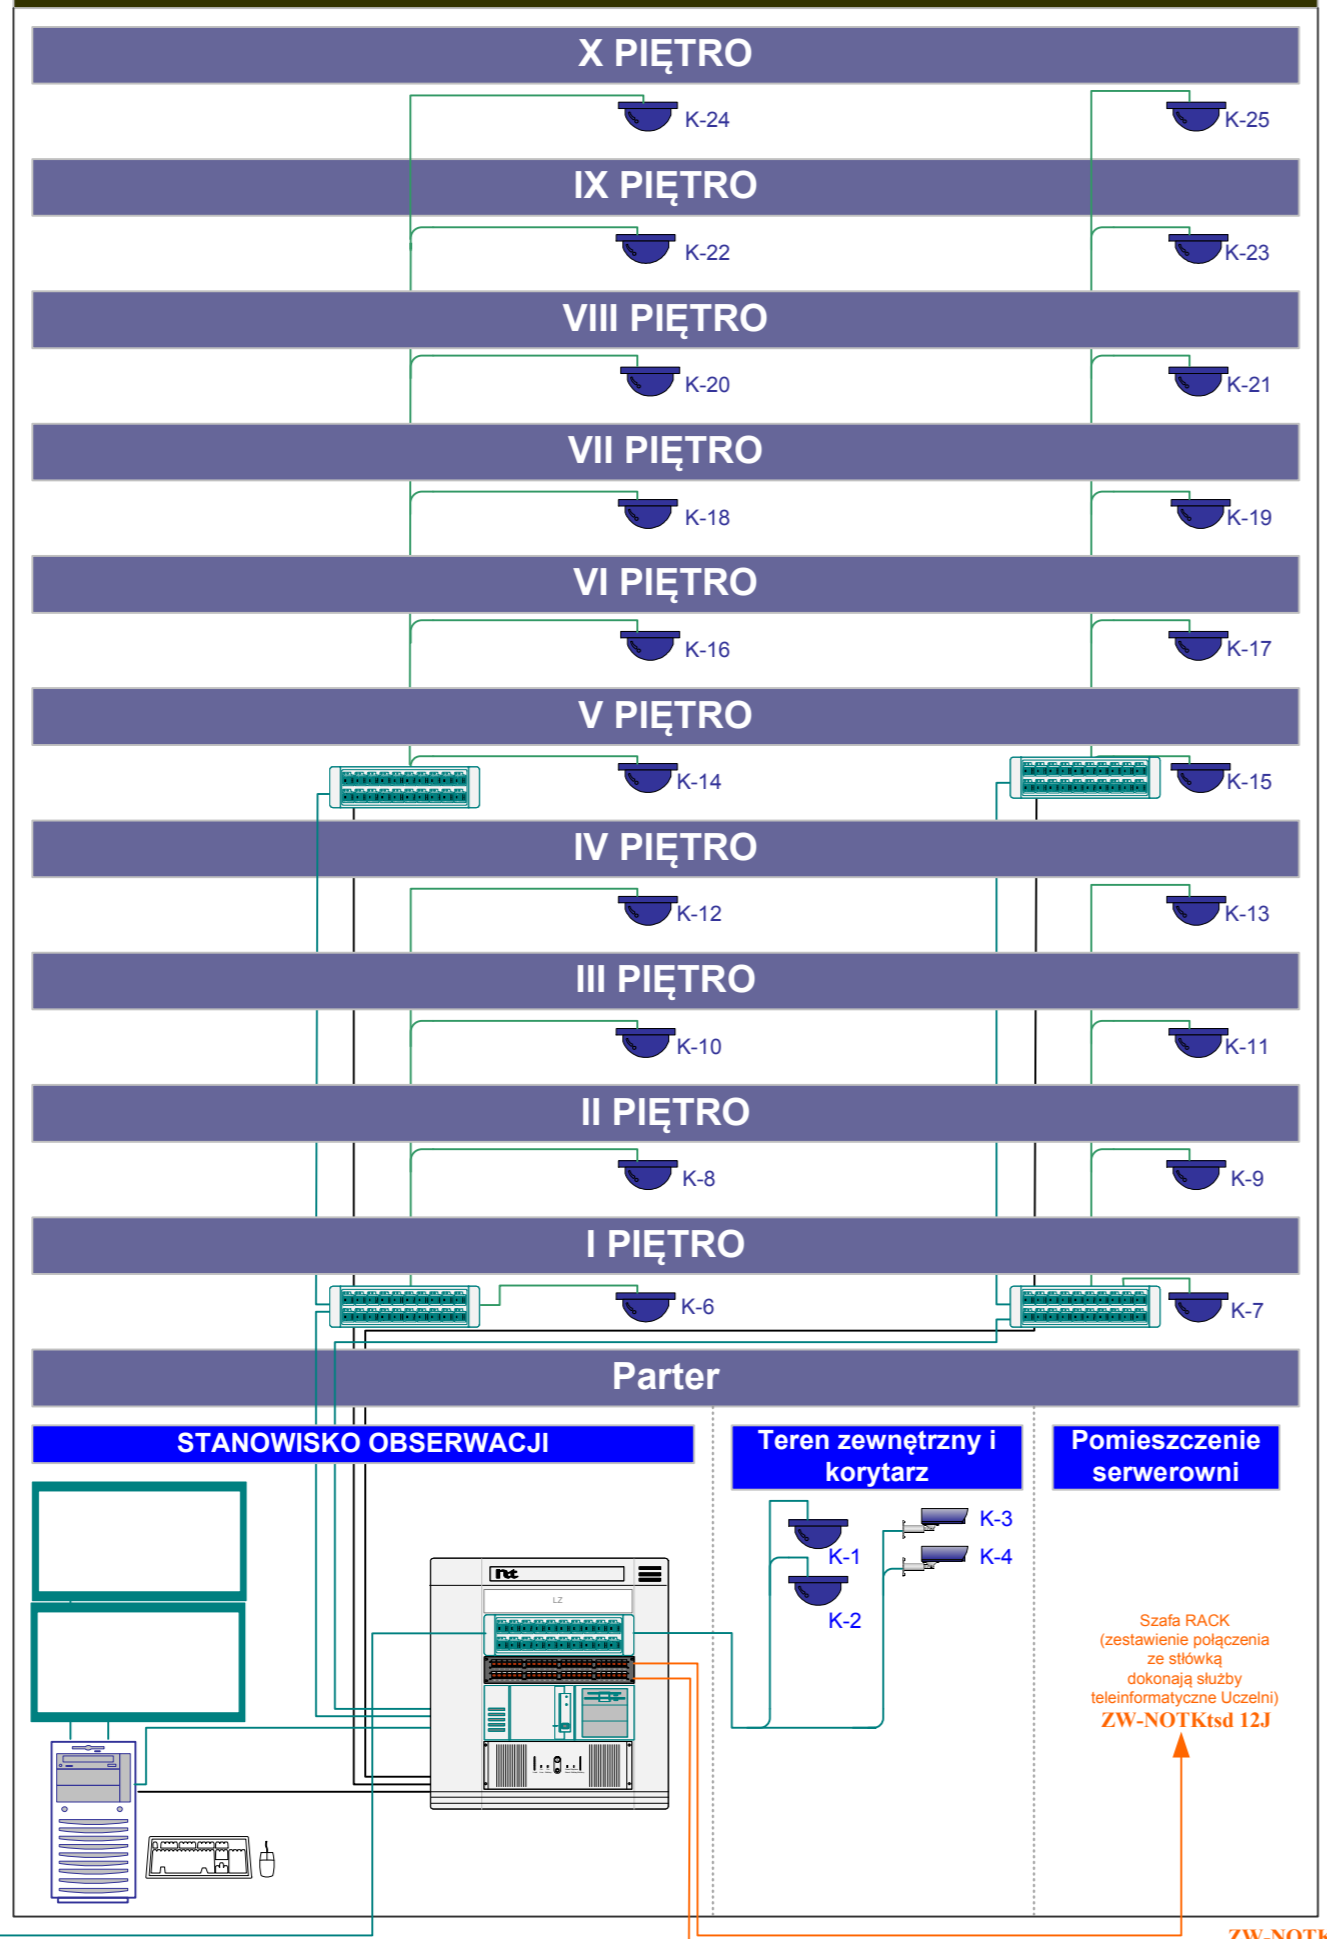 X PIĘTRO
K-24
K-25
IX PIĘTRO
K-22
K-23
VIII PIĘTRO
K-20
K-21
VII PIĘTRO
K-18
K-19
VI PIĘTRO
K-16
K-17
V PIĘTRO
K-14
K-15
IV PIĘTRO
K-12
K-13
III PIĘTRO
K-10
K-11
II PIĘTRO
K-8
K-9
I PIĘTRO
K-6
K-7
Parter
STANOWISKO OBSERWACJI
Teren zewnętrzny i
korytarz
Pomieszczenie
serwerowni
K-3
K-1
K-4
K-2
LZ
Szafa RACK
(zestawienie połączenia
ze stłówką
dokonają służby
teleinformatyczne Uczelni)
ZW-NOTKtsd 12J
ZW-NOTK